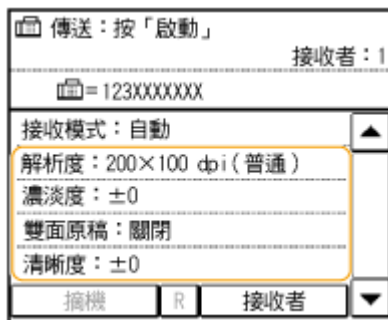 傳送：按「啟動」
接收者：1
=123XXXXXXX
接收模式：自動
解析度：200×100 dpi(普通)
濃淡度：±0
雙面原稿：關閉
清晰度：±0
摘機 R 接收者